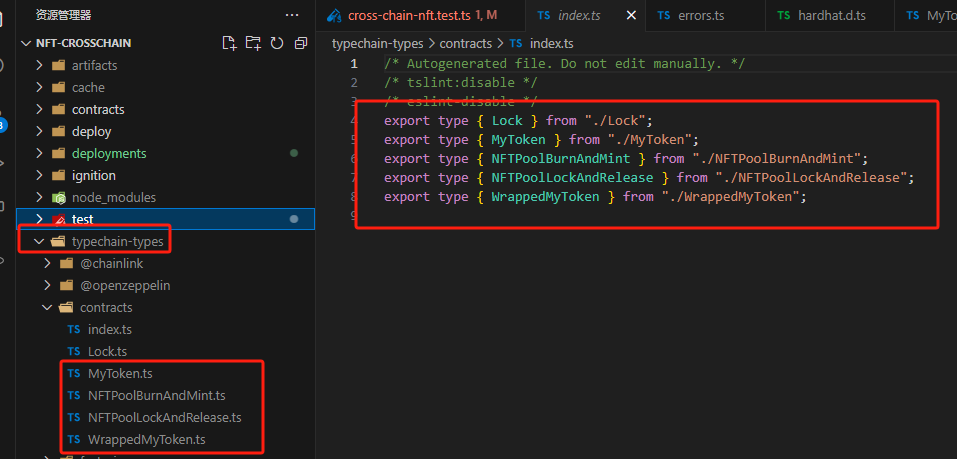 资源管理器
NFT-CROSSCHAIN
artifacts
cache
contracts
deploy
deployments
ignition
node_modules
test
typechain-types
@chainlink
@openzeppelin
contracts
TS index.ts
TS Lock.ts
TS MyToken.ts
TS NFTPoolBurnAndMint.ts
TS NFTPoolLockAndRelease.ts
TS WrappedMyToken.ts
cross-chain-nft.test.ts 1, M
TS index.ts
TS errors.ts
TS hardhat.d.ts
TS MyTo
typechain-types > contracts > TS index.ts
1 /* Autogenerated file. Do not edit manually. */
2 /* tslint:disable */
3 /* eslint-disable */
4 export type { Lock } from "./Lock";
5 export type { MyToken } from "./MyToken";
6 export type { NFTPoolBurnAndMint } from "./NFTPoolBurnAndMint";
7 export type { NFTPoolLockAndRelease } from "./NFTPoolLockAndRelease";
8 export type { WrappedMyToken } from "./WrappedMyToken";
9